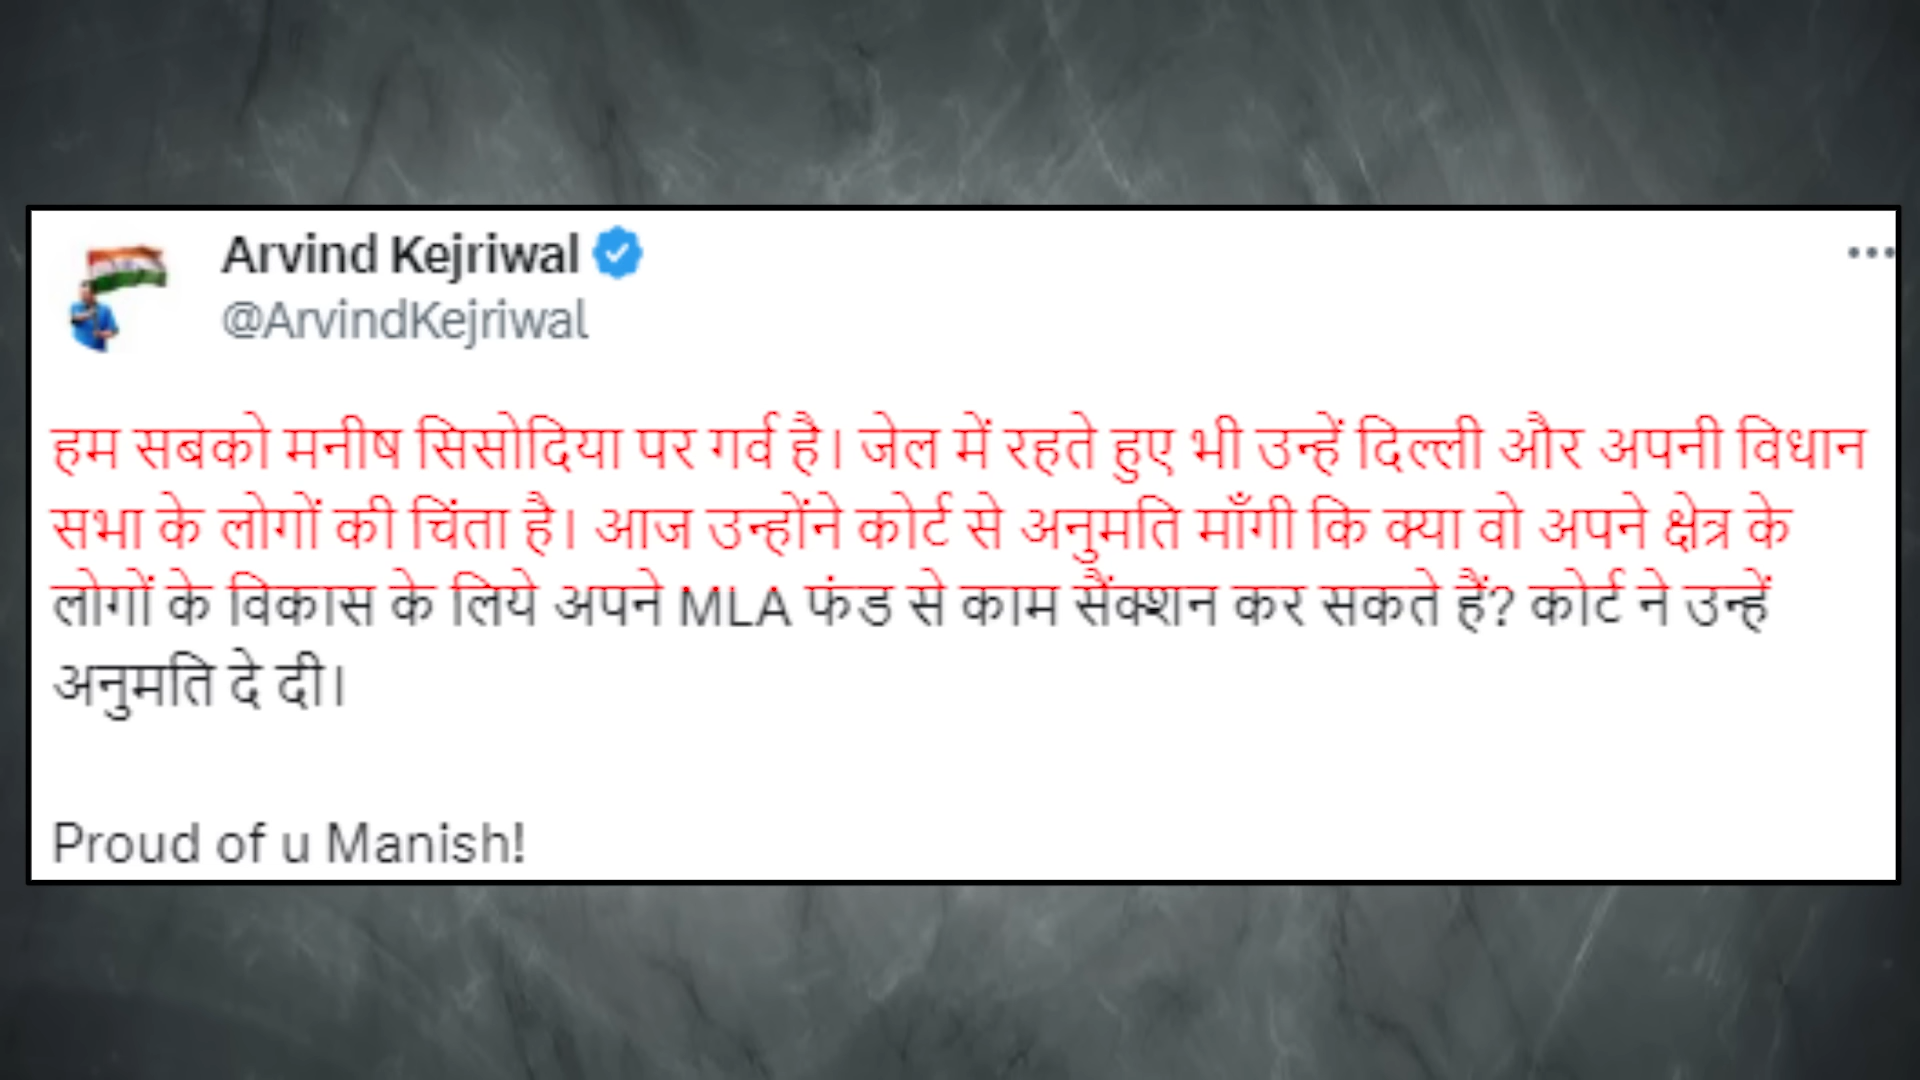 Arvind Kejriwal
@ArvindKejriwal
हम सबको मनीष सिसोदिया पर गर्व है। जेल में रहते हुए भी उन्हें दिल्ली और अपनी विधान
सभा के लोगों की चिंता है। आज उन्होंने कोर्ट से अनुमति माँगी कि क्या वो अपने क्षेत्र के
लोगों के विकास के लिये अपने MLA फंड से काम सैंक्शन कर सकते हैं? कोर्ट ने उन्हें
अनुमति दे दी।
Proud of u Manish!